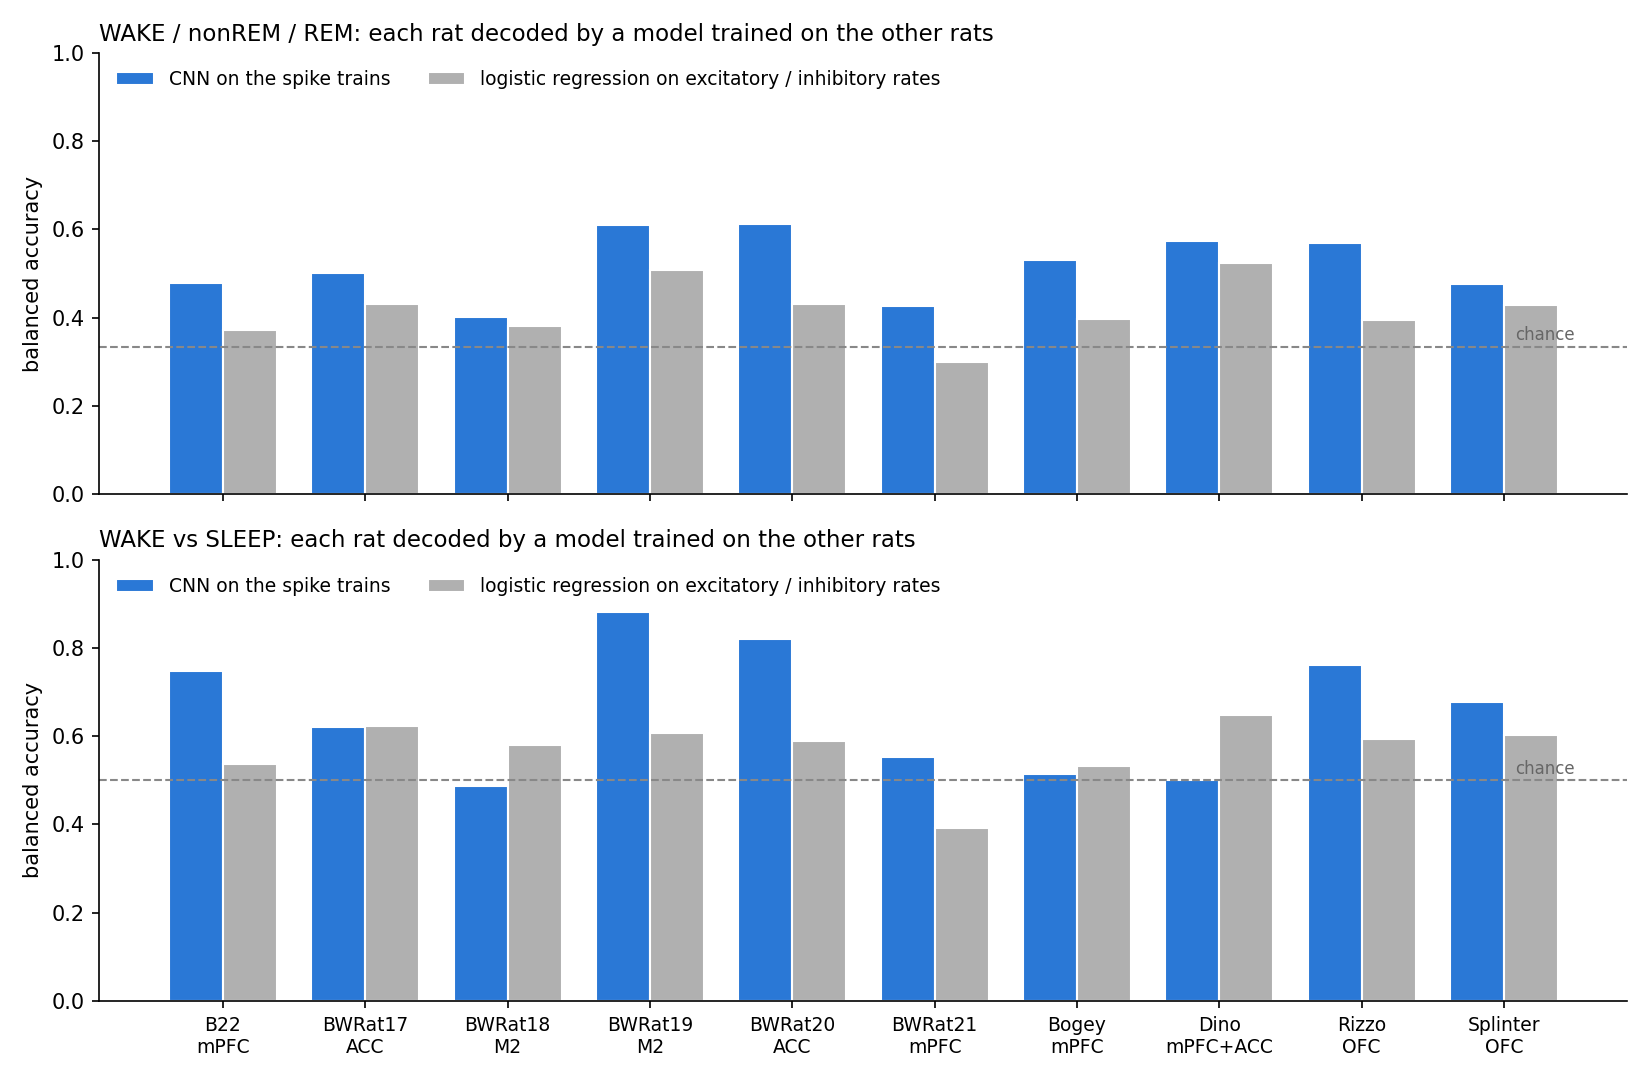 WAKE / nonREM / REM: each rat decoded by a model trained on the other rats
1.0
CNN on the spike trains logistic regression on excitatory / inhibitory rates
0.8
balanced accuracy
0.6
0.4
chance
0.2
0.0
WAKE vs SLEEP: each rat decoded by a model trained on the other rats
1.0
CNN on the spike trains logistic regression on excitatory / inhibitory rates
0.8
balanced accuracy
0.6
chance
0.4
0.2
0.0
B22 BWRat17 BWRat18 BWRat19 BWRat20 BWRat21 Bogey Dino Rizzo Splinter
mPFC ACC M2 M2 ACC mPFC mPFC mPFC+ACC OFC OFC